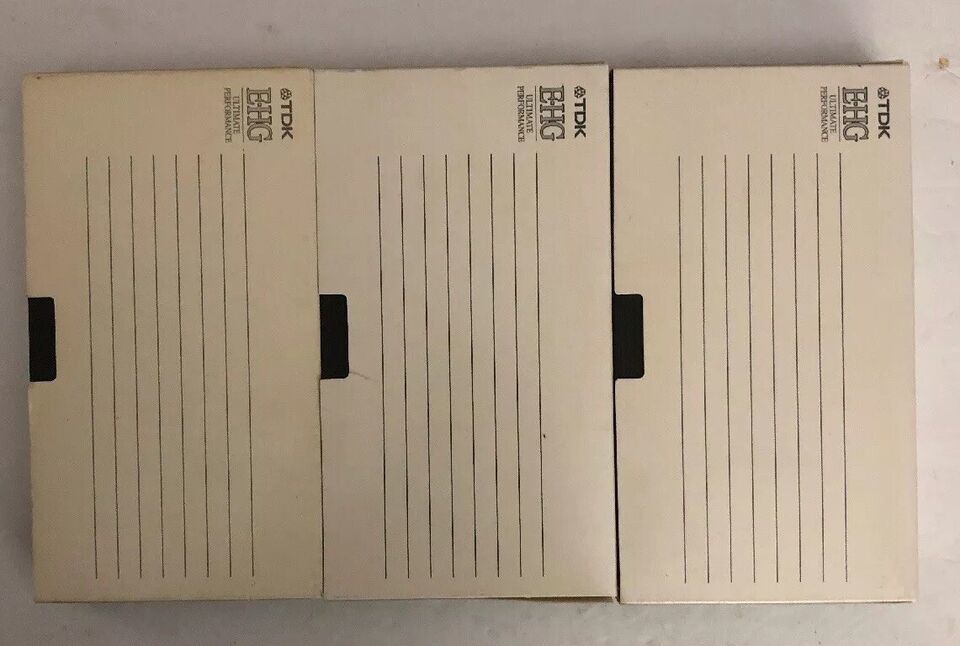 TDK
E-HG
ULTIMATE
PERFORMANCE
TDK
E-HG
ULTIMATE
PERFORMANCE
TDK
E-HG
ULTIMATE
PERFORMANCE